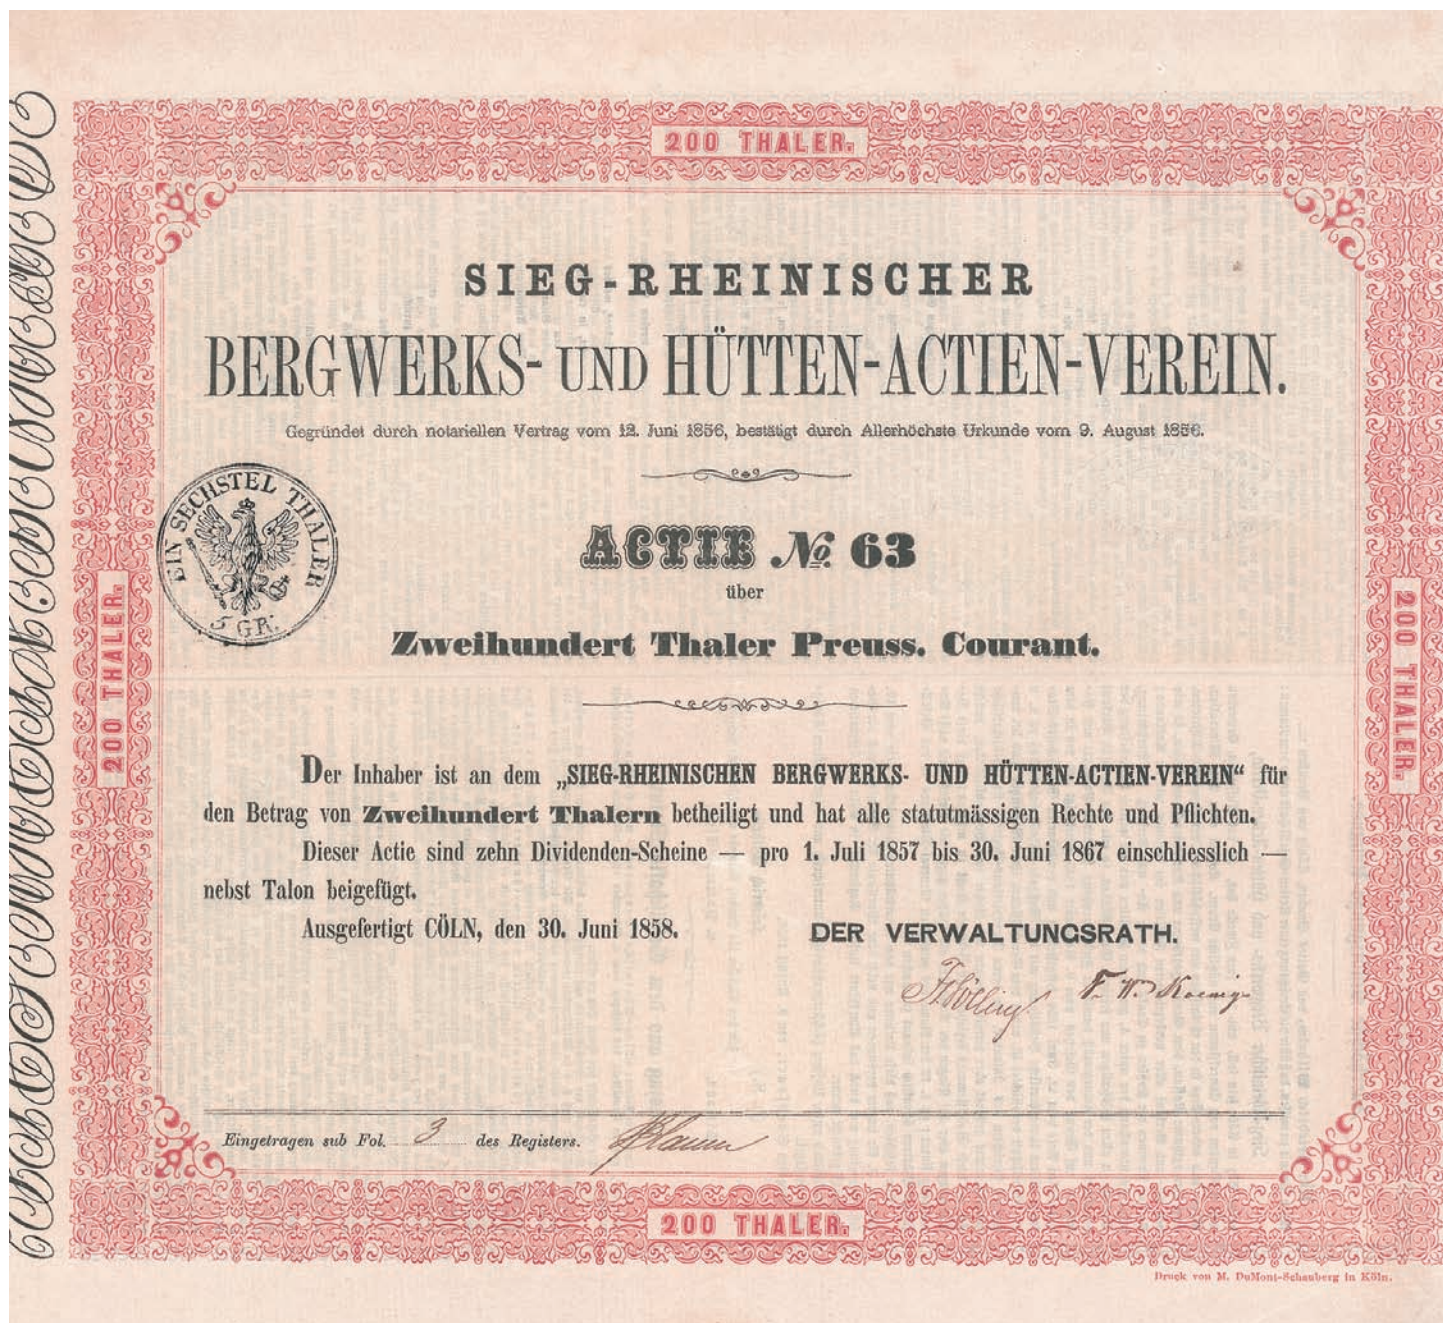 200 THALER.
SIEG-RHEINISCHER
BERGWERKS- UND HÜTTEN-ACTIEN-VEREIN.
Gegründet durch notariellen Vertrag vom 12. Juni 1856, bestätigt durch Allerhöchste Urkunde vom 9. August 1856.
EIN SECHSTEL THALER
5 GR.
ACTIE No. 63
über
Zweihundert Thaler Preuss. Courant.
200 THALER.
200 THALER.
Der Inhaber ist an dem „SIEG-RHEINISCHEN BERGWERKS- UND HÜTTEN-ACTIEN-VEREIN“ für
den Betrag von Zweihundert Thalern betheiligt und hat alle statutmässigen Rechte und Pflichten.
Dieser Actie sind zehn Dividenden-Scheine — pro 1. Juli 1857 bis 30. Juni 1867 einschliesslich —
nebst Talon beigefügt.
Ausgefertigt CÖLN, den 30. Juni 1858.
DER VERWALTUNGSRATH.
F. W. Koenig
Eingetragen sub Fol. 3 des Registers.
200 THALER.
Druck von M. DuMont-Schauberg in Köln.